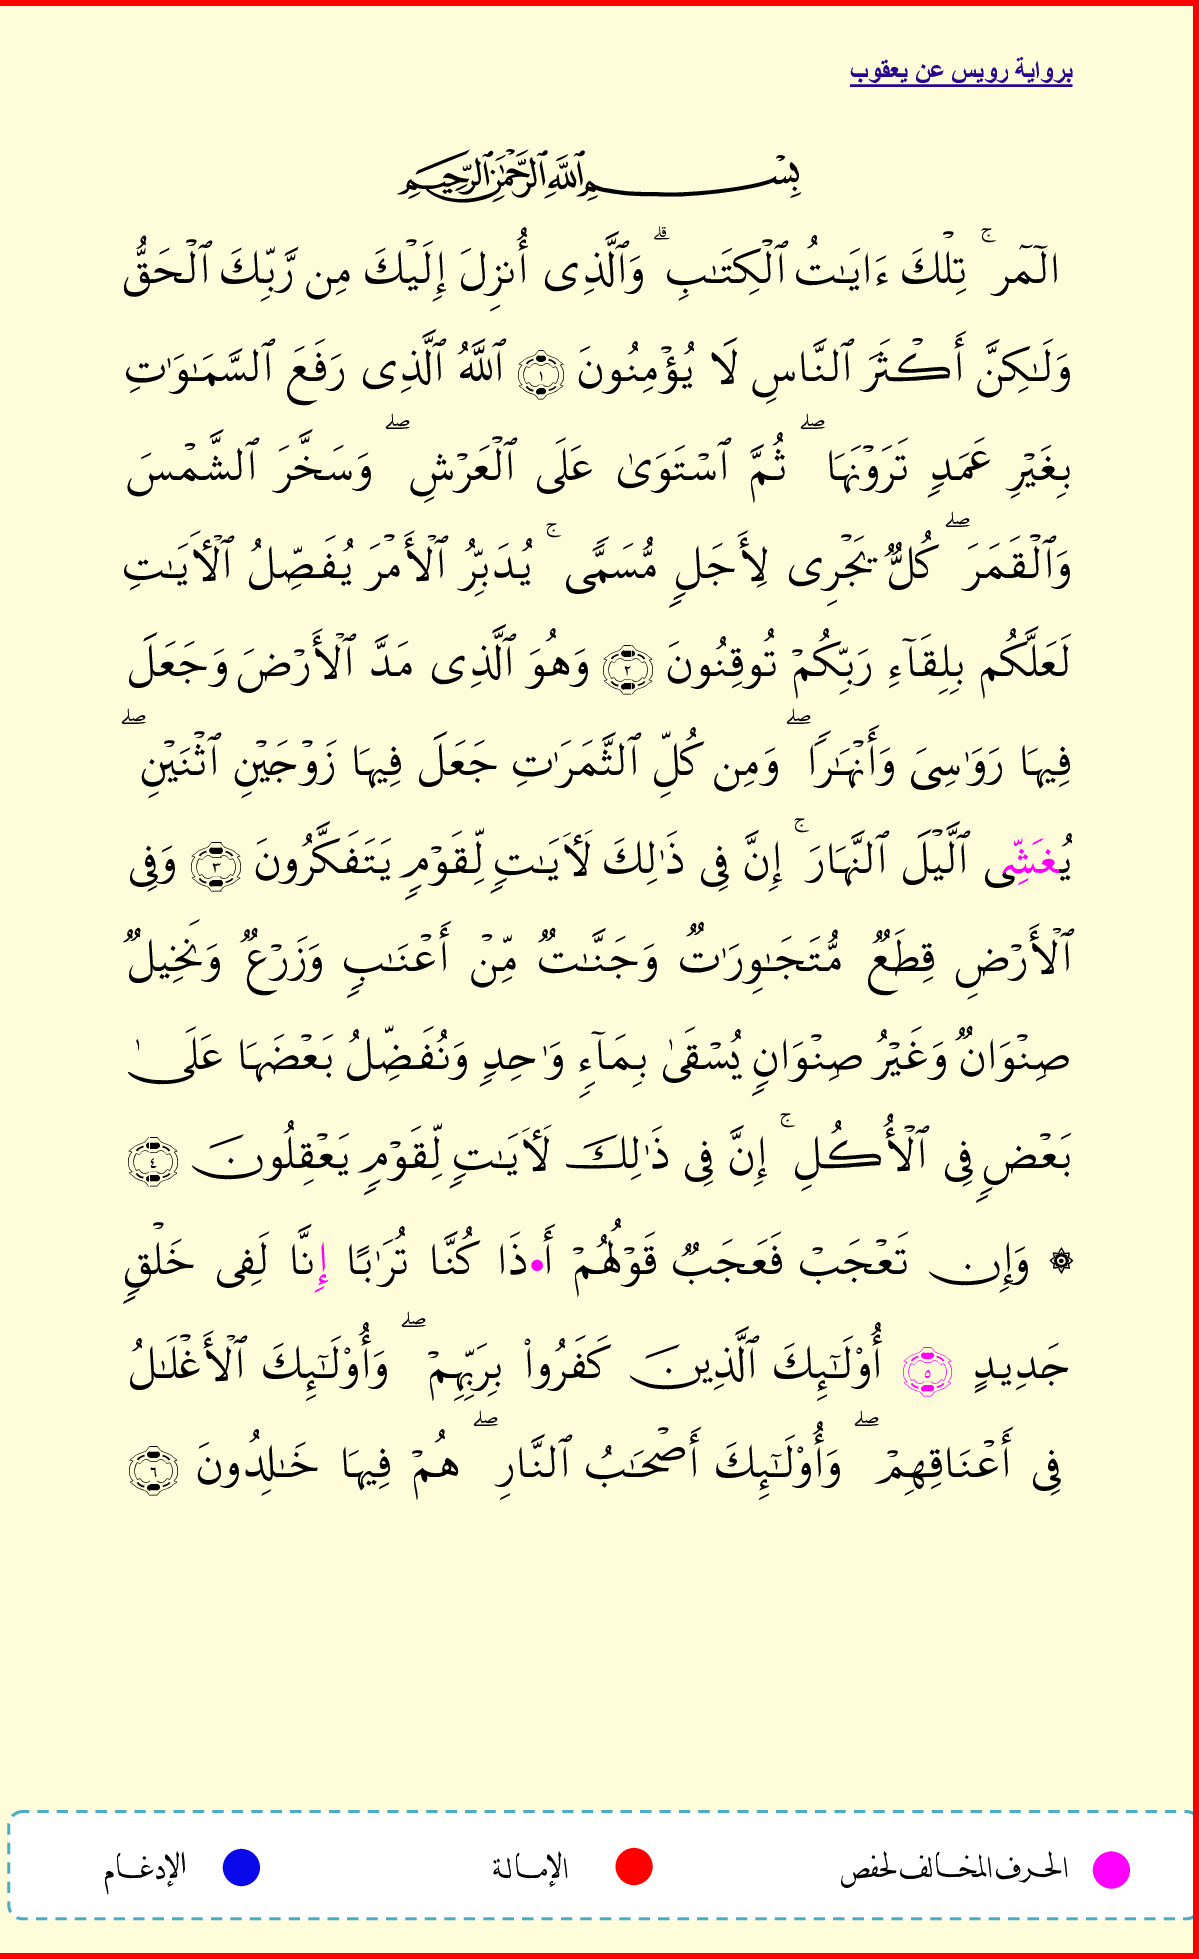 برواية رويس عن يعقوب
بِسْمِ ٱللَّهِ ٱلرَّحْمَٰنِ ٱلرَّحِيمِ
الٓمٓر ۚ تِلْكَ ءَايَٰتُ ٱلْكِتَٰبِ ۗ وَٱلَّذِى أُنزِلَ إِلَيْكَ مِن رَّبِّكَ ٱلْحَقُّ
وَلَٰكِنَّ أَكْثَرَ ٱلنَّاسِ لَا يُؤْمِنُونَ ١ ٱللَّهُ ٱلَّذِى رَفَعَ ٱلسَّمَٰوَٰتِ
بِغَيْرِ عَمَدٍ تَرَوْنَهَا ۖ ثُمَّ ٱسْتَوَىٰ عَلَى ٱلْعَرْشِ ۖ وَسَخَّرَ ٱلشَّمْسَ
وَٱلْقَمَرَ ۖ كُلٌّ يَجْرِى لِأَجَلٍ مُّسَمًّى ۚ يُدَبِّرُ ٱلْأَمْرَ يُفَصِّلُ ٱلْأَيَٰتِ
لَعَلَّكُم بِلِقَآءِ رَبِّكُمْ تُوقِنُونَ ٢ وَهُوَ ٱلَّذِى مَدَّ ٱلْأَرْضَ وَجَعَلَ
فِيهَا رَوَٰسِىَ وَأَنْهَٰرًا ۖ وَمِن كُلِّ ٱلثَّمَرَٰتِ جَعَلَ فِيهَا زَوْجَيْنِ ٱثْنَيْنِ ۖ
يُغَشِّى ٱلَّيْلَ ٱلنَّهَارَ ۚ إِنَّ فِى ذَٰلِكَ لَأَيَٰتٍ لِّقَوْمٍ يَتَفَكَّرُونَ ٣ وَفِى
ٱلْأَرْضِ قِطَعٌ مُّتَجَٰوِرَٰتٌ وَجَنَّٰتٌ مِّنْ أَعْنَٰبٍ وَزَرْعٌ وَنَخِيلٌ
صِنْوَانٌ وَغَيْرُ صِنْوَانٍ يُسْقَىٰ بِمَآءٍ وَٰحِدٍ وَنُفَضِّلُ بَعْضَهَا عَلَىٰ
بَعْضٍ فِى ٱلْأُكُلِ ۚ إِنَّ فِى ذَٰلِكَ لَأَيَٰتٍ لِّقَوْمٍ يَعْقِلُونَ ٤
۞ وَإِن تَعْجَبْ فَعَجَبٌ قَوْلُهُمْ أَ•ذَا كُنَّا تُرَٰبًا إِنَّا لَفِى خَلْقٍ
جَدِيدٍ ٥ أُوْلَٰٓئِكَ ٱلَّذِينَ كَفَرُوا۟ بِرَبِّهِمْ ۖ وَأُوْلَٰٓئِكَ ٱلْأَغْلَٰلُ
فِى أَعْنَاقِهِمْ ۖ وَأُوْلَٰٓئِكَ أَصْحَٰبُ ٱلنَّارِ ۖ هُمْ فِيهَا خَٰلِدُونَ ٦
الحرف المخالف لحفص الإمالة الإدغام